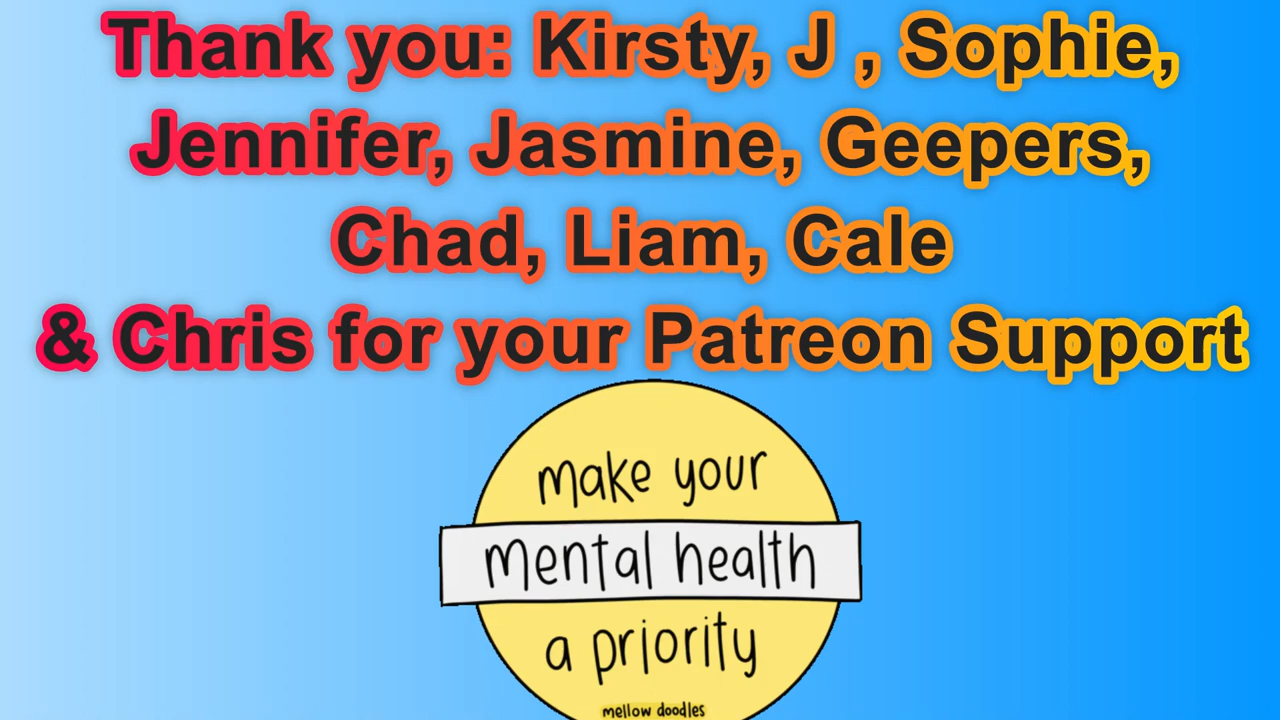 Thank you: Kirsty, J , Sophie,
Jennifer, Jasmine, Geepers,
Chad, Liam, Cale
& Chris for your Patreon Support
make your
mental health
a priority
mellow doodles